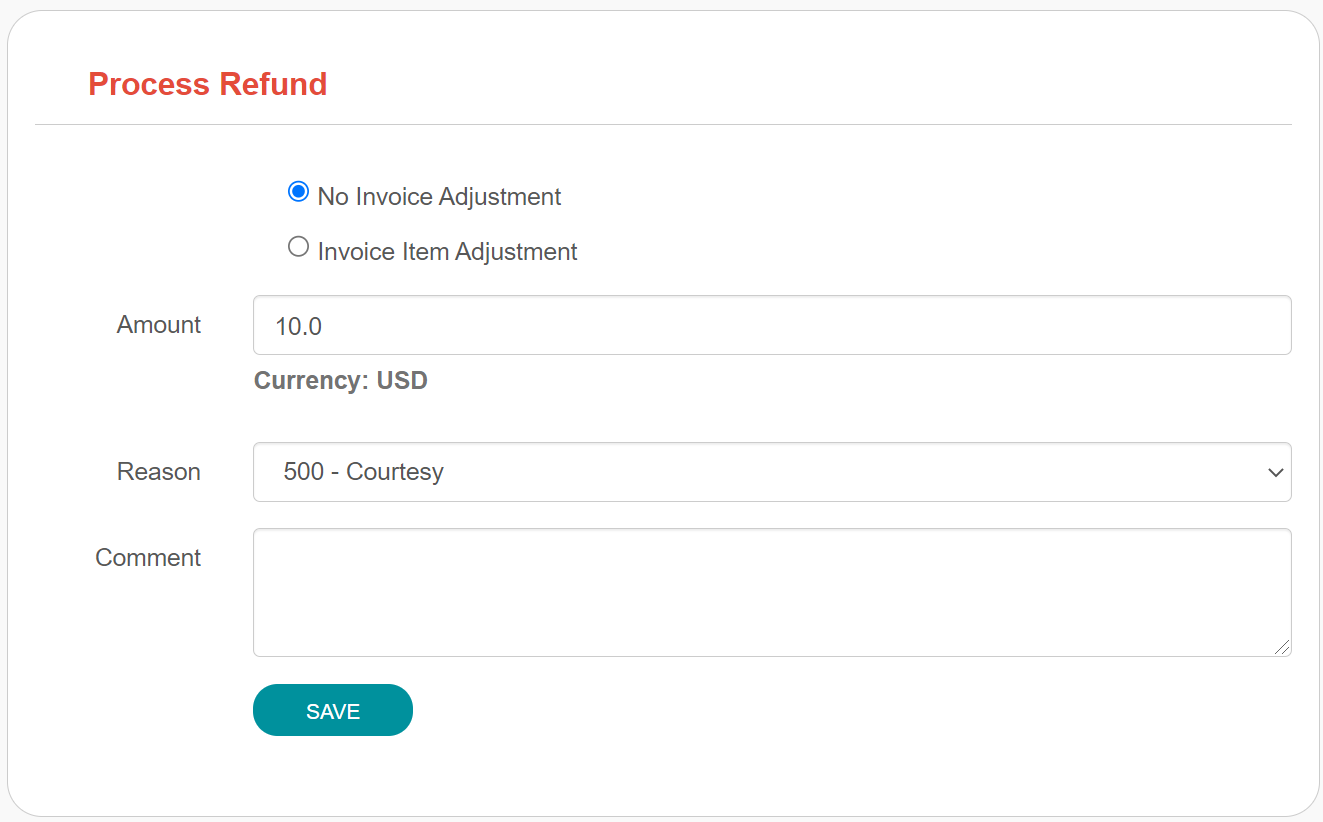 Process Refund
No Invoice Adjustment
Invoice Item Adjustment
Amount
10.0
Currency: USD
Reason
500 - Courtesy
Comment
SAVE